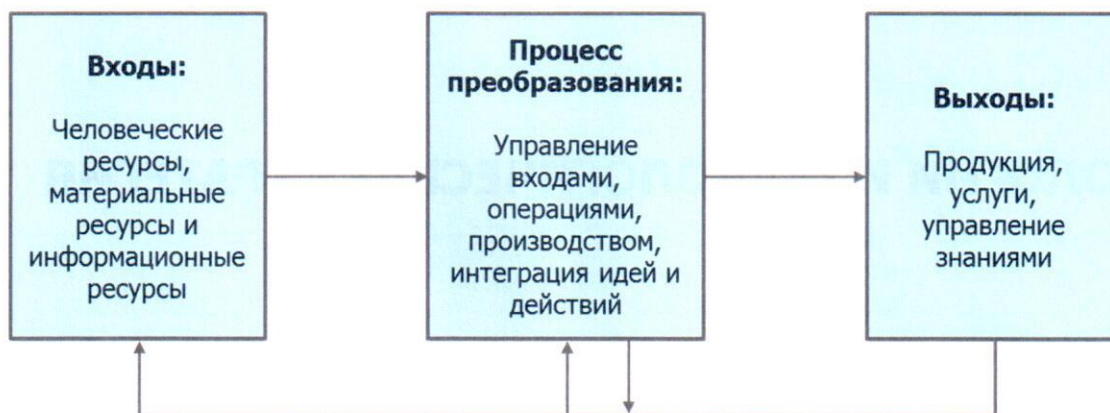 Входы:
Человеческие
ресурсы,
материальные
ресурсы и
информационные
ресурсы
Процесс
преобразования:
Управление
входами,
операциями,
производством,
интеграция идей и
действий
Выходы:
Продукция,
услуги,
управление
знаниями